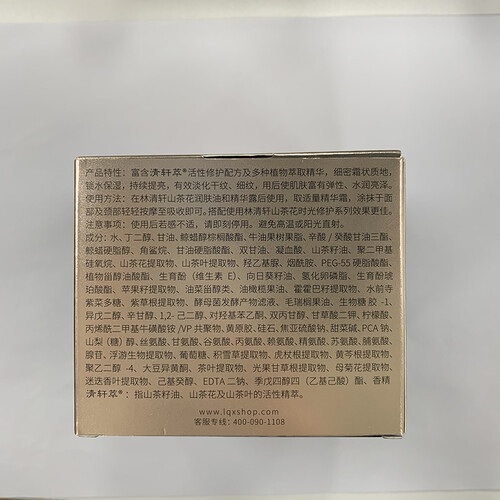 产品特性：富含清轩萃®活性修护配方及多种植物萃取精华，细密霜状质地，
锁水保湿，持续提亮，有效淡化干纹、细纹，用后使肌肤富有弹性、水润亮泽。
使用方法：在林清轩山茶花润肤油和精华露后使用，取适量精华霜，涂抹于面
部及颈部轻轻按摩至吸收即可。搭配使用林清轩山茶花时光修护系列效果更佳。
注意事项：使用后若感不适，请即刻停用。避免高温或阳光直射。
成分：水、丁二醇、甘油、鲸蜡醇棕榈酸酯、牛油果树果脂、辛酸/癸酸甘油三酯、
鲸蜡硬脂醇、角鲨烷、甘油硬脂酸酯、双甘油、凝血酸、山茶籽油、聚二甲基
硅氧烷、山茶花提取物、山茶叶提取物、羟乙基脲、烟酰胺、PEG-55 硬脂酸酯、
植物甾醇油酸酯、生育酚（维生素 E）、向日葵籽油、氢化卵磷脂、生育酚琥
珀酸酯、苹果籽提取物、油菜甾醇类、油橄榄果油、霍霍巴籽提取物、水前寺
紫菜多糖、紫草根提取物、酵母菌发酵产物滤液、毛瑞榈果油、生物糖胶 -1、
异戊二醇、辛甘醇、1,2- 己二醇、对羟基苯乙酮、双丙甘醇、甘草酸二钾、柠檬酸、
丙烯酰二甲基牛磺酸铵 /VP 共聚物、黄原胶、硅石、焦亚硫酸钠、甜菜碱、PCA 钠、
山梨（糖）醇、丝氨酸、甘氨酸、谷氨酸、丙氨酸、赖氨酸、精氨酸、苏氨酸、脯氨酸、
腺苷、浮游生物提取物、葡萄糖、积雪草提取物、虎杖根提取物、黄芩根提取物、
聚乙二醇 -4、大豆异黄酮、茶叶提取物、光果甘草根提取物、母菊花提取物、
迷迭香叶提取物、己基癸醇、EDTA 二钠、季戊四醇四（乙基己酸）酯、香精
清轩萃®：指山茶籽油、山茶花及山茶叶的活性精萃。
www.lqxshop.com
客服专线：400-090-1108